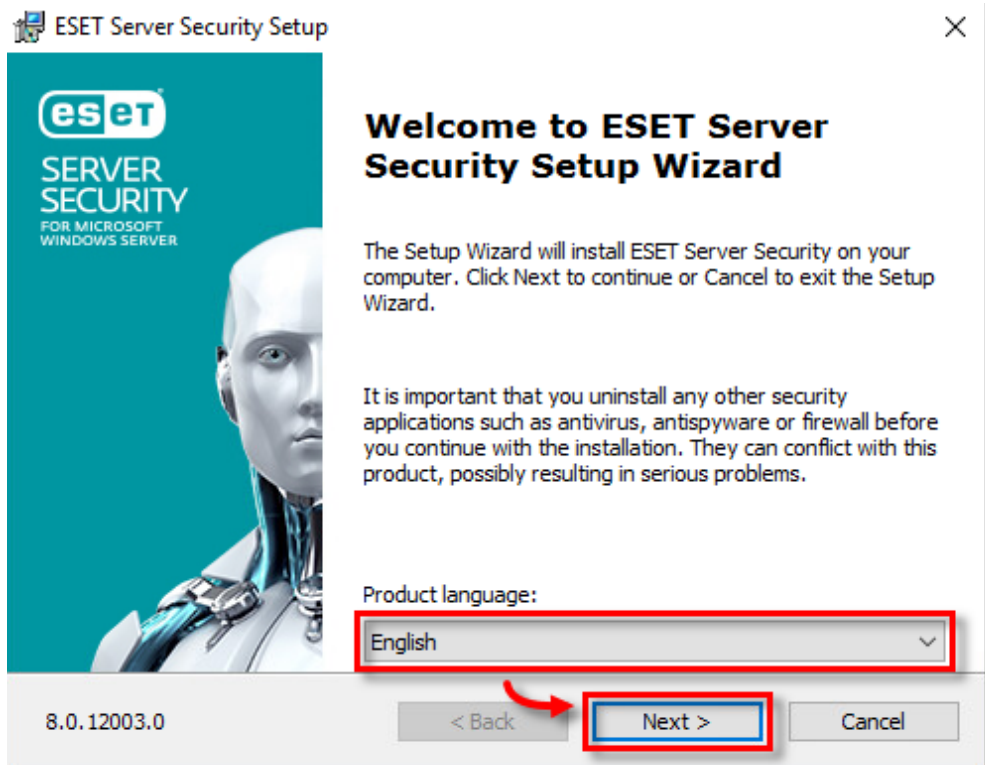 ESET Server Security Setup
eset
SERVER
SECURITY
FOR MICROSOFT
WINDOWS SERVER
Welcome to ESET Server
Security Setup Wizard
The Setup Wizard will install ESET Server Security on your
computer. Click Next to continue or Cancel to exit the Setup
Wizard.
It is important that you uninstall any other security
applications such as antivirus, antispyware or firewall before
you continue with the installation. They can conflict with this
product, possibly resulting in serious problems.
Product language:
English
8.0.12003.0
< Back
Next >
Cancel